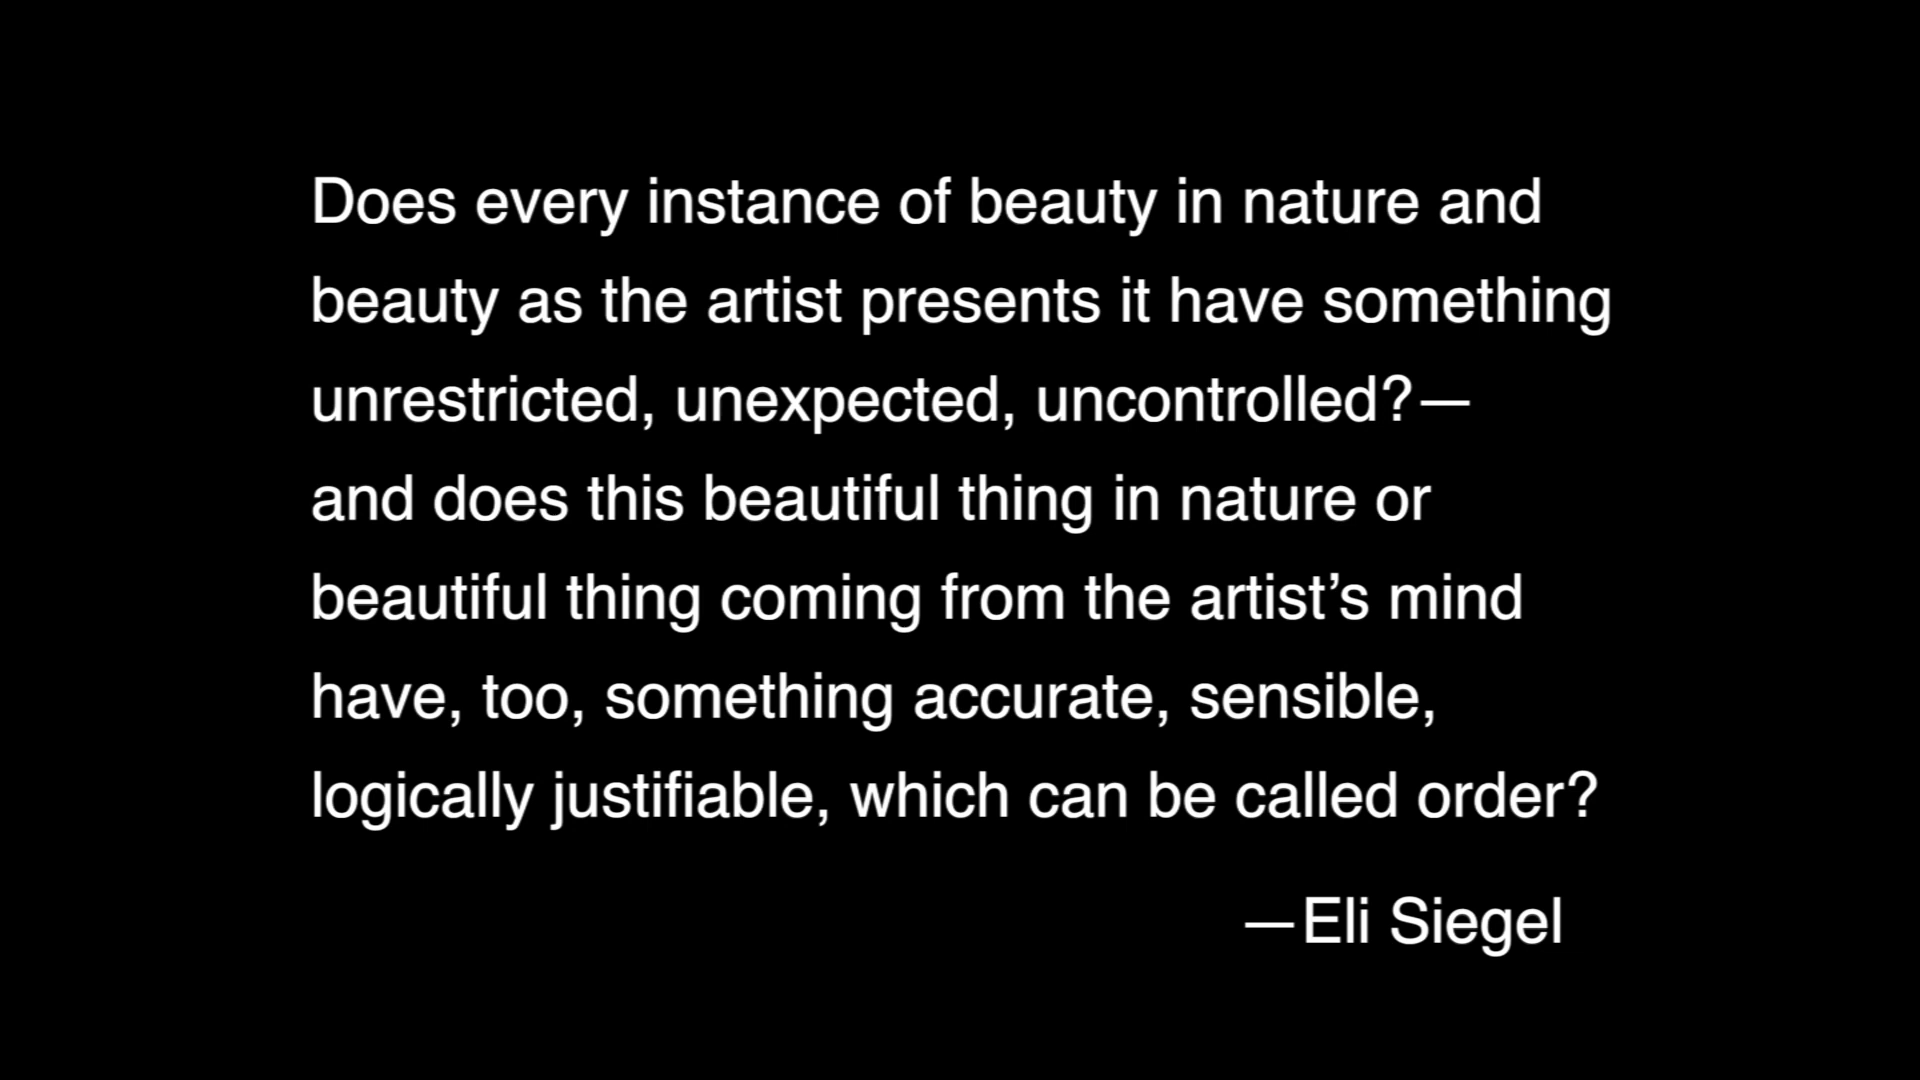 Does every instance of beauty in nature and
beauty as the artist presents it have something
unrestricted, unexpected, uncontrolled?—
and does this beautiful thing in nature or
beautiful thing coming from the artist’s mind
have, too, something accurate, sensible,
logically justifiable, which can be called order?
—Eli Siegel